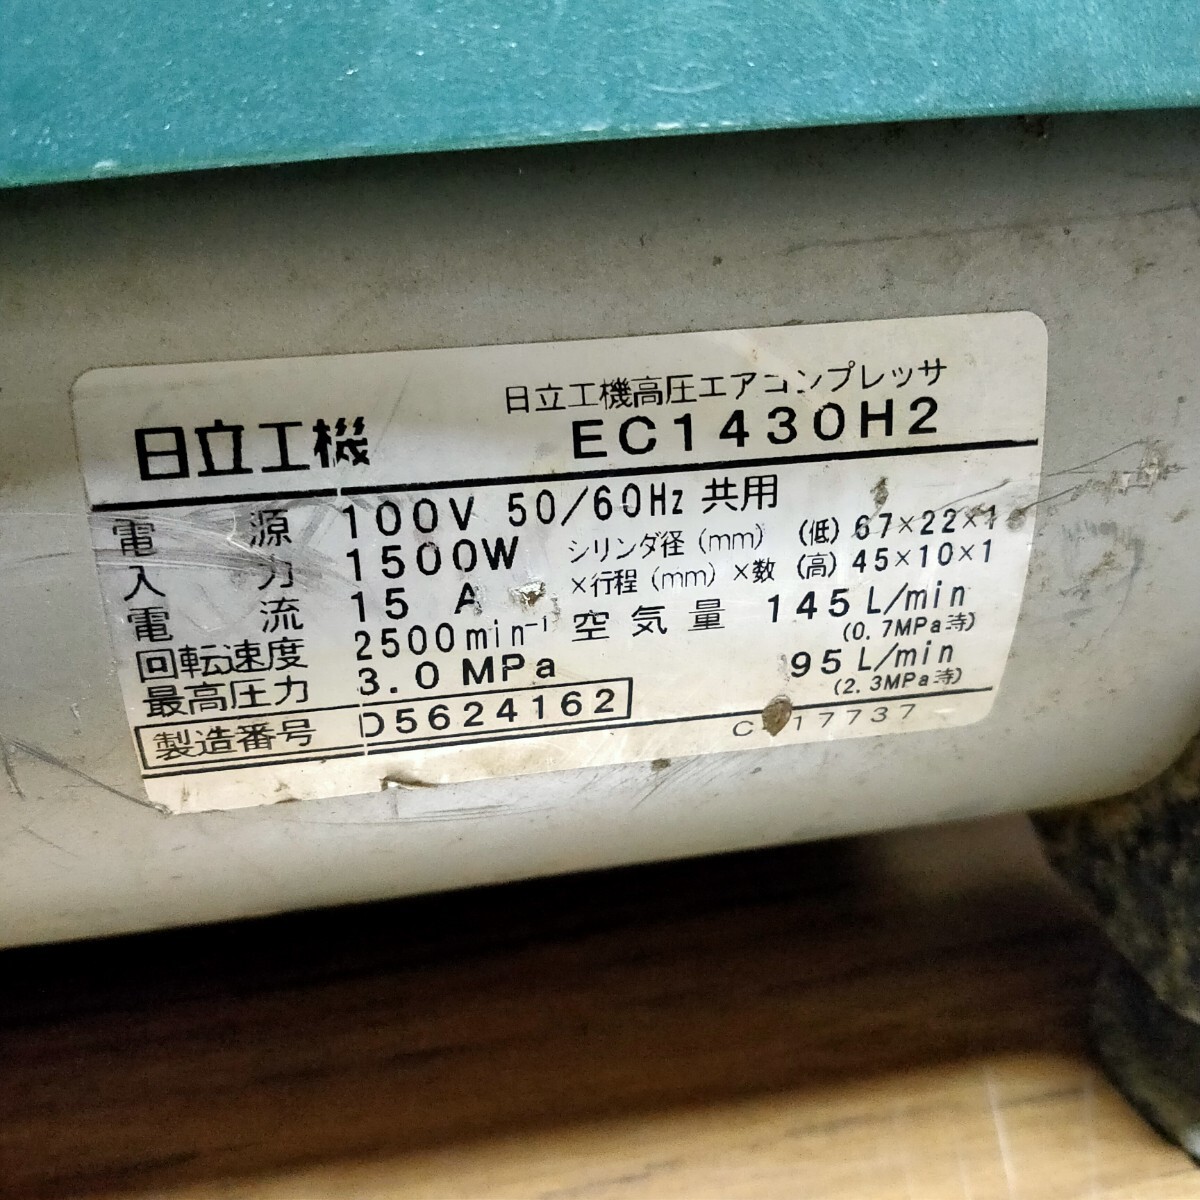 日立工機高圧エアコンプレッサ
日立工機 EC1430H2
電源 100V 50/60Hz 共用
入力 1500W シリンダ径(mm) (低) 67×22×1
電流 15 A ×行程(mm)×数 (高) 45×10×1
回転速度 2500min⁻¹ 空気量 145L/min
(0.7MPa時)
最高圧力 3.0MPa 95L/min
(2.3MPa時)
製造番号 D5624162
17737